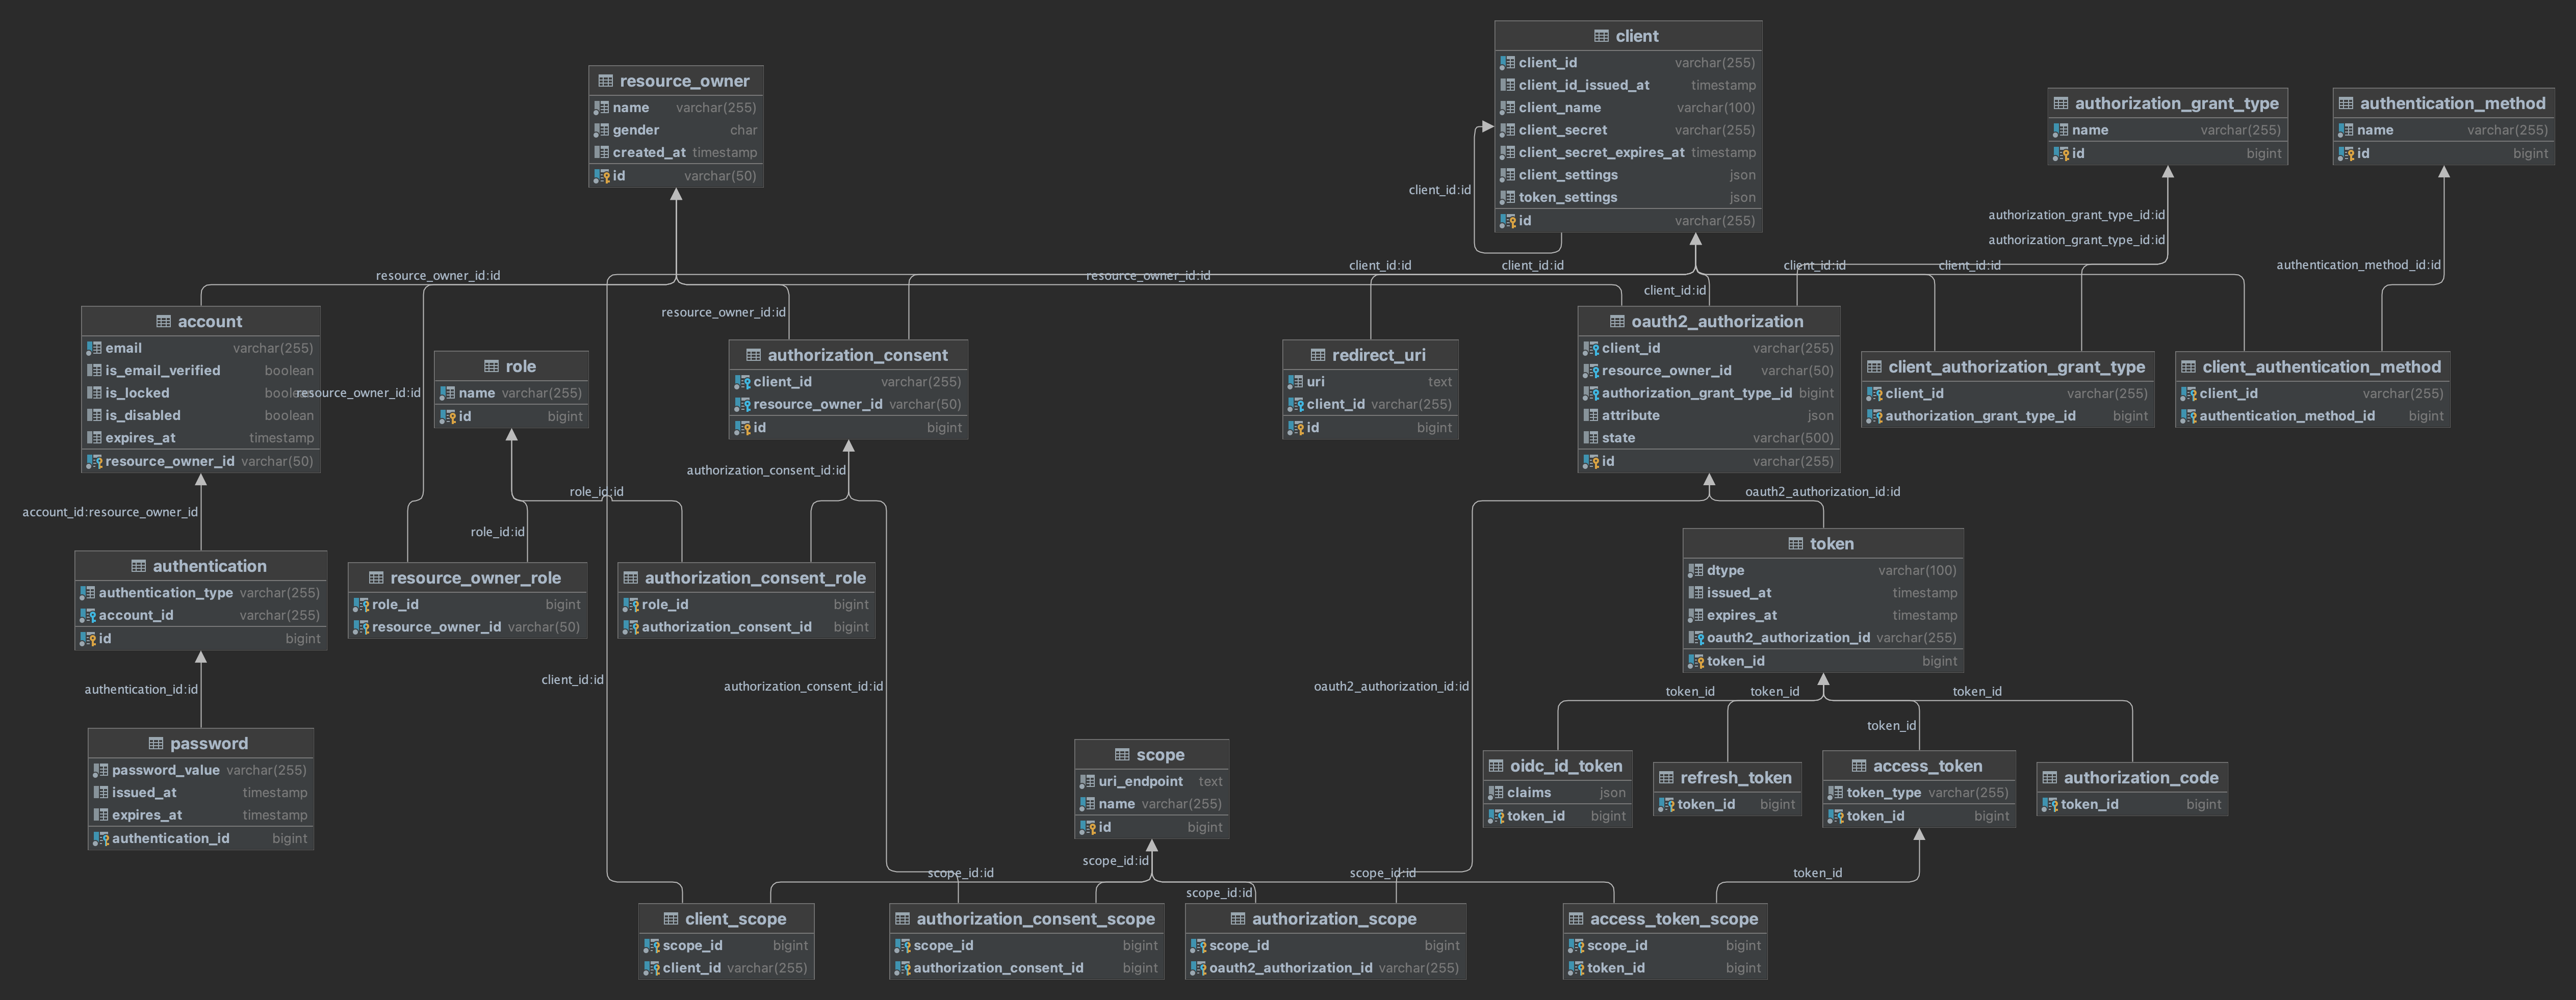 client
client_id varchar(255)
client_id_issued_at timestamp
client_name varchar(100)
client_secret varchar(255)
client_secret_expires_at timestamp
client_settings json
token_settings json
id varchar(255)
client_id:id
resource_owner
name varchar(255)
gender char
created_at timestamp
id varchar(50)
authorization_grant_type
name varchar(255)
id bigint
authentication_method
name varchar(255)
id bigint
authorization_grant_type_id:id
authorization_grant_type_id:id
authentication_method_id:id
resource_owner_id:id
resource_owner_id:id
client_id:id
client_id:id
client_id:id
client_id:id
client_id:id
resource_owner_id:id
account
email varchar(255)
is_email_verified boolean
is_locked boolean
is_disabled boolean
expires_at timestamp
resource_owner_id varchar(50)
resource_owner_id:id
role
name varchar(255)
id bigint
authorization_consent
client_id varchar(255)
resource_owner_id varchar(50)
id bigint
redirect_uri
uri text
client_id varchar(255)
id bigint
oauth2_authorization
client_id varchar(255)
resource_owner_id varchar(50)
authorization_grant_type_id bigint
attribute json
state varchar(500)
id varchar(255)
client_authorization_grant_type
client_id varchar(255)
authorization_grant_type_id bigint
client_authentication_method
client_id varchar(255)
authentication_method_id bigint
authorization_consent_id:id
role_id:id
role_id:id
oauth2_authorization_id:id
account_id:resource_owner_id
authentication
authentication_type varchar(255)
account_id varchar(255)
id bigint
resource_owner_role
role_id bigint
resource_owner_id varchar(50)
authorization_consent_role
role_id bigint
authorization_consent_id bigint
token
dtype varchar(100)
issued_at timestamp
expires_at timestamp
oauth2_authorization_id varchar(255)
token_id bigint
authentication_id:id
client_id:id
authorization_consent_id:id
oauth2_authorization_id:id
token_id
token_id
token_id
token_id
password
password_value varchar(255)
issued_at timestamp
expires_at timestamp
authentication_id bigint
scope
uri_endpoint text
name varchar(255)
id bigint
oidc_id_token
claims json
token_id bigint
refresh_token
token_id bigint
access_token
token_type varchar(255)
token_id bigint
authorization_code
token_id bigint
scope_id:id
scope_id:id
scope_id:id
scope_id:id
token_id
client_scope
scope_id bigint
client_id varchar(255)
authorization_consent_scope
scope_id bigint
authorization_consent_id bigint
authorization_scope
scope_id bigint
oauth2_authorization_id varchar(255)
access_token_scope
scope_id bigint
token_id bigint